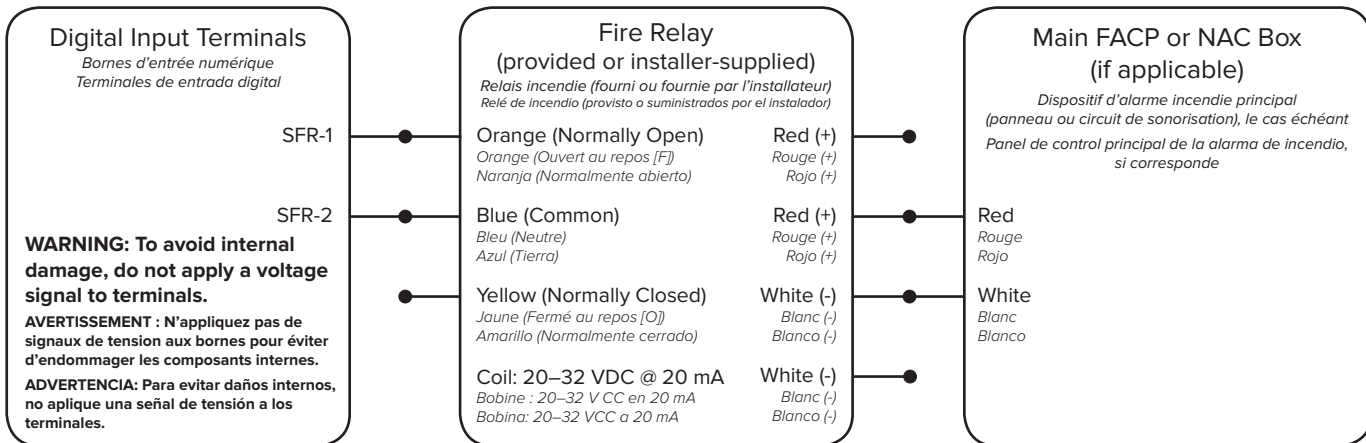 Digital Input Terminals
Bornes d'entrée numérique
Terminales de entrada digital
SFR-1
SFR-2
WARNING: To avoid internal
damage, do not apply a voltage
signal to terminals.
AVERTISSEMENT : N'appliquez pas de
signaux de tension aux bornes pour éviter
d'endommager les composants internes.
ADVERTENCIA: Para evitar daños internos,
no aplique una señal de tensión a los
terminales.
Fire Relay
(provided or installer-supplied)
Relais incendie (fourni ou fournie par l'installateur)
Relé de incendio (provisto o suministrados por el instalador)
Orange (Normally Open) Red (+)
Orange (Ouvert au repos [F]) Rouge (+)
Naranja (Normalmente abierto) Rojo (+)
Blue (Common) Red (+)
Bleu (Neutre) Rouge (+)
Azul (Tierra) Rojo (+)
Yellow (Normally Closed) White (-)
Jaune (Fermé au repos [O]) Blanc (-)
Amarillo (Normalmente cerrado) Blanco (-)
Coil: 20–32 VDC @ 20 mA White (-)
Bobine : 20–32 V CC en 20 mA Blanc (-)
Bobina: 20–32 VCC a 20 mA Blanco (-)
Main FACP or NAC Box
(if applicable)
Dispositif d'alarme incendie principal
(panneau ou circuit de sonorisation), le cas échéant
Panel de control principal de la alarma de incendio,
si corresponde
Red
Rouge
Rojo
White
Blanc
Blanco